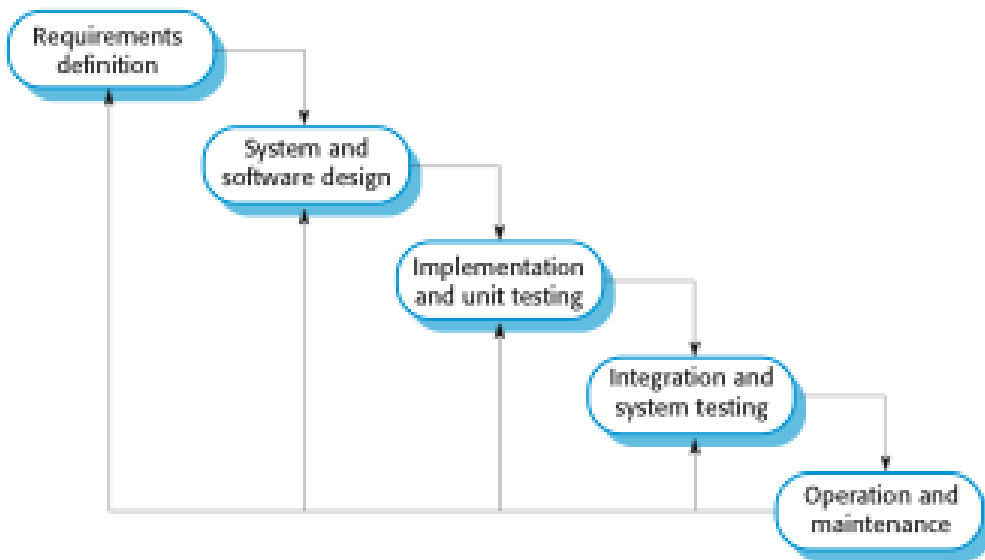 Requirements
definition
System and
software design
Implementation
and unit testing
Integration and
system testing
Operation and
maintenance